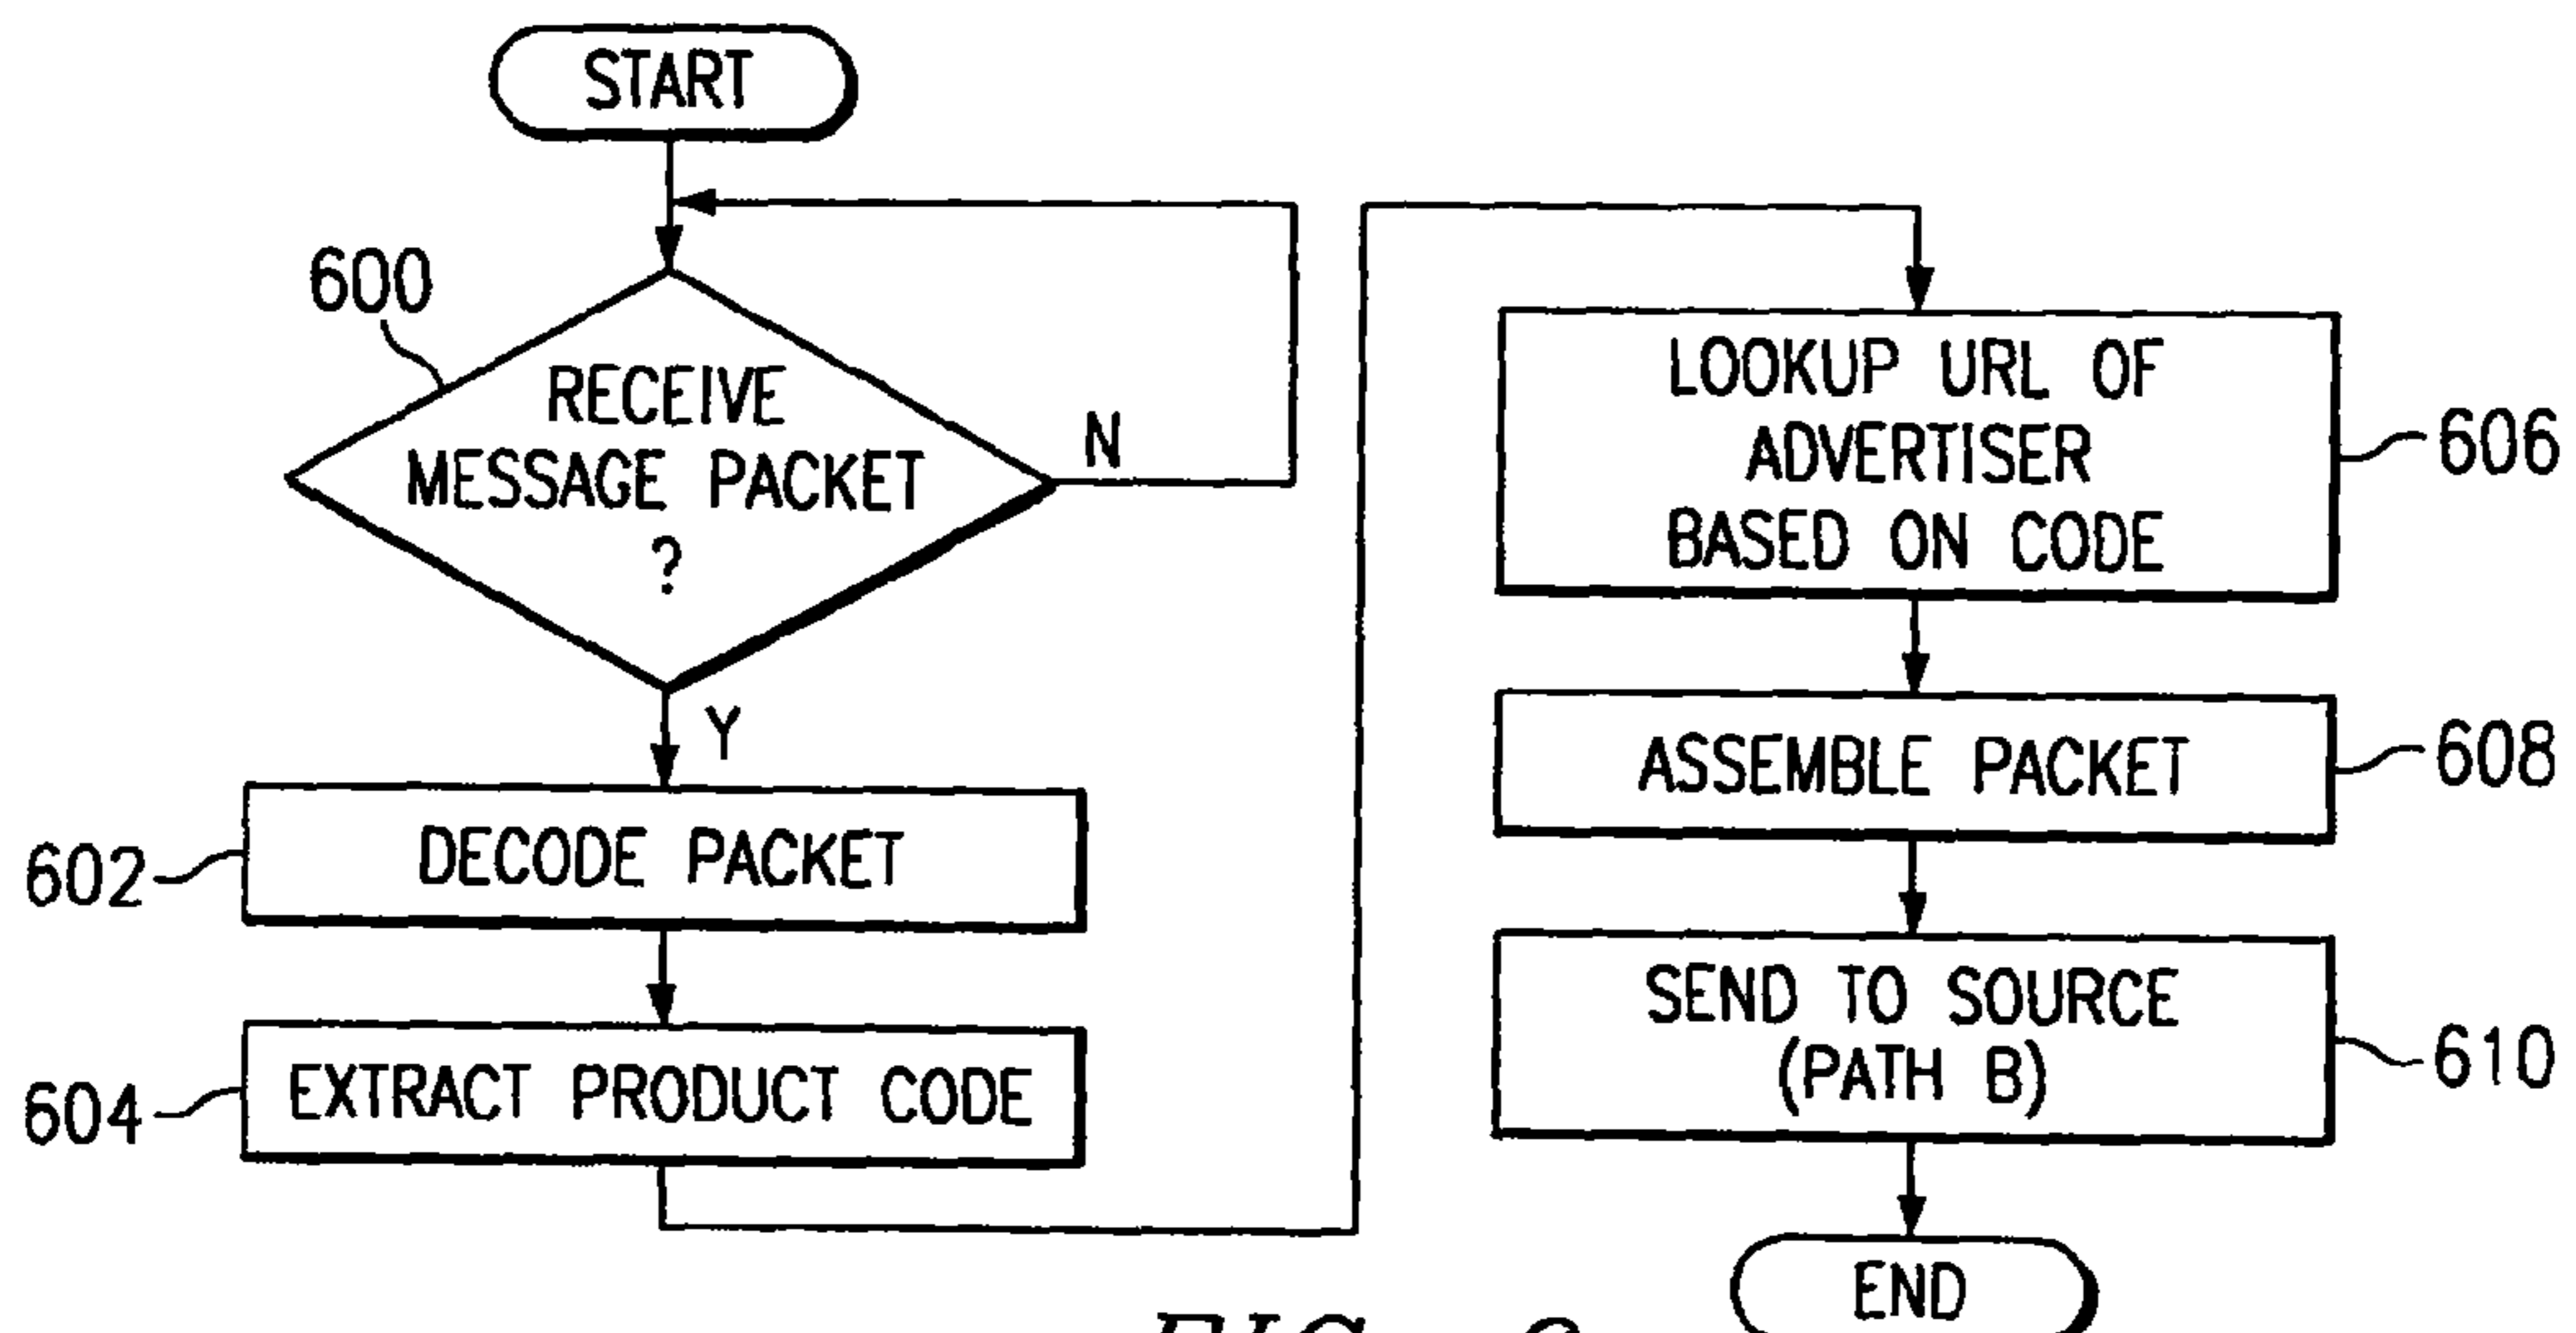 START
600
RECEIVE
MESSAGE PACKET
?
N
Y
602
DECODE PACKET
604
EXTRACT PRODUCT CODE
LOOKUP URL OF
ADVERTISER
BASED ON CODE
606
ASSEMBLE PACKET
608
SEND TO SOURCE
(PATH B)
610
END